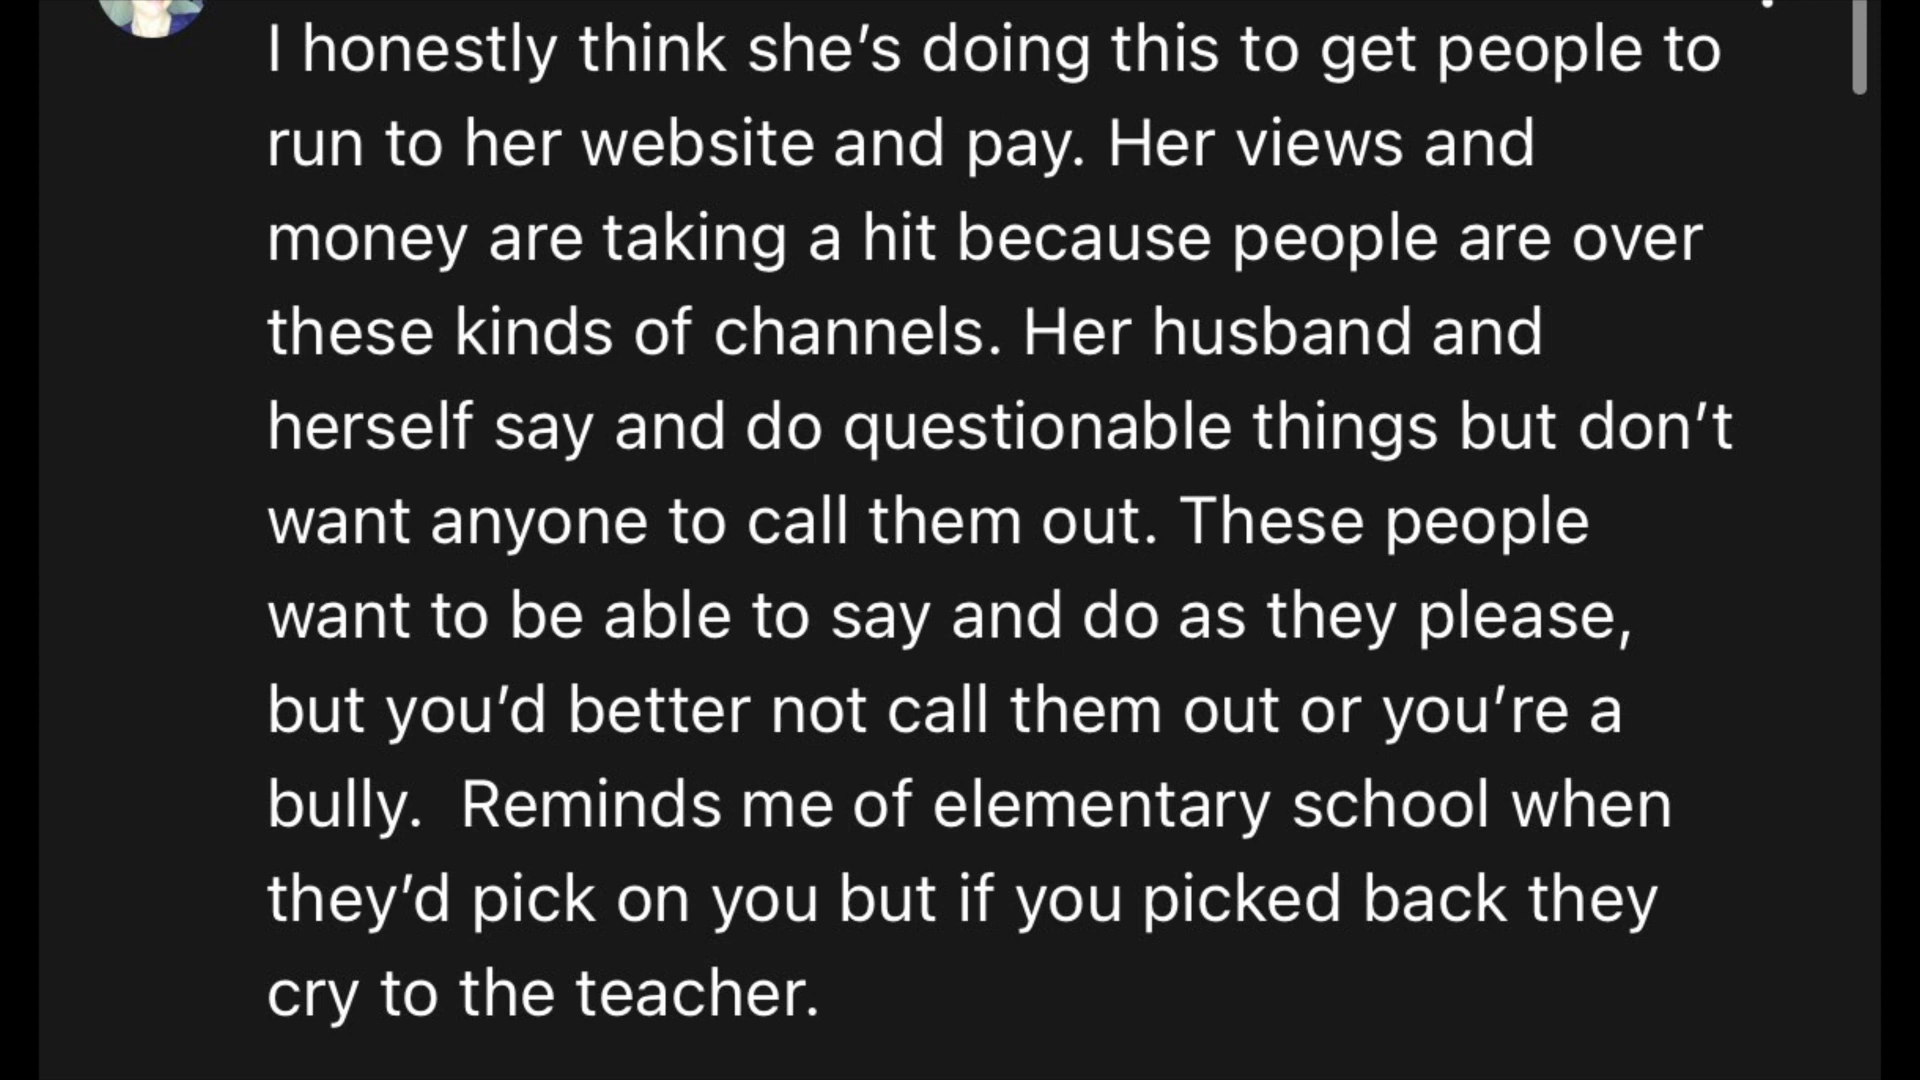 I honestly think she’s doing this to get people to
run to her website and pay. Her views and
money are taking a hit because people are over
these kinds of channels. Her husband and
herself say and do questionable things but don’t
want anyone to call them out. These people
want to be able to say and do as they please,
but you’d better not call them out or you’re a
bully.  Reminds me of elementary school when
they’d pick on you but if you picked back they
cry to the teacher.